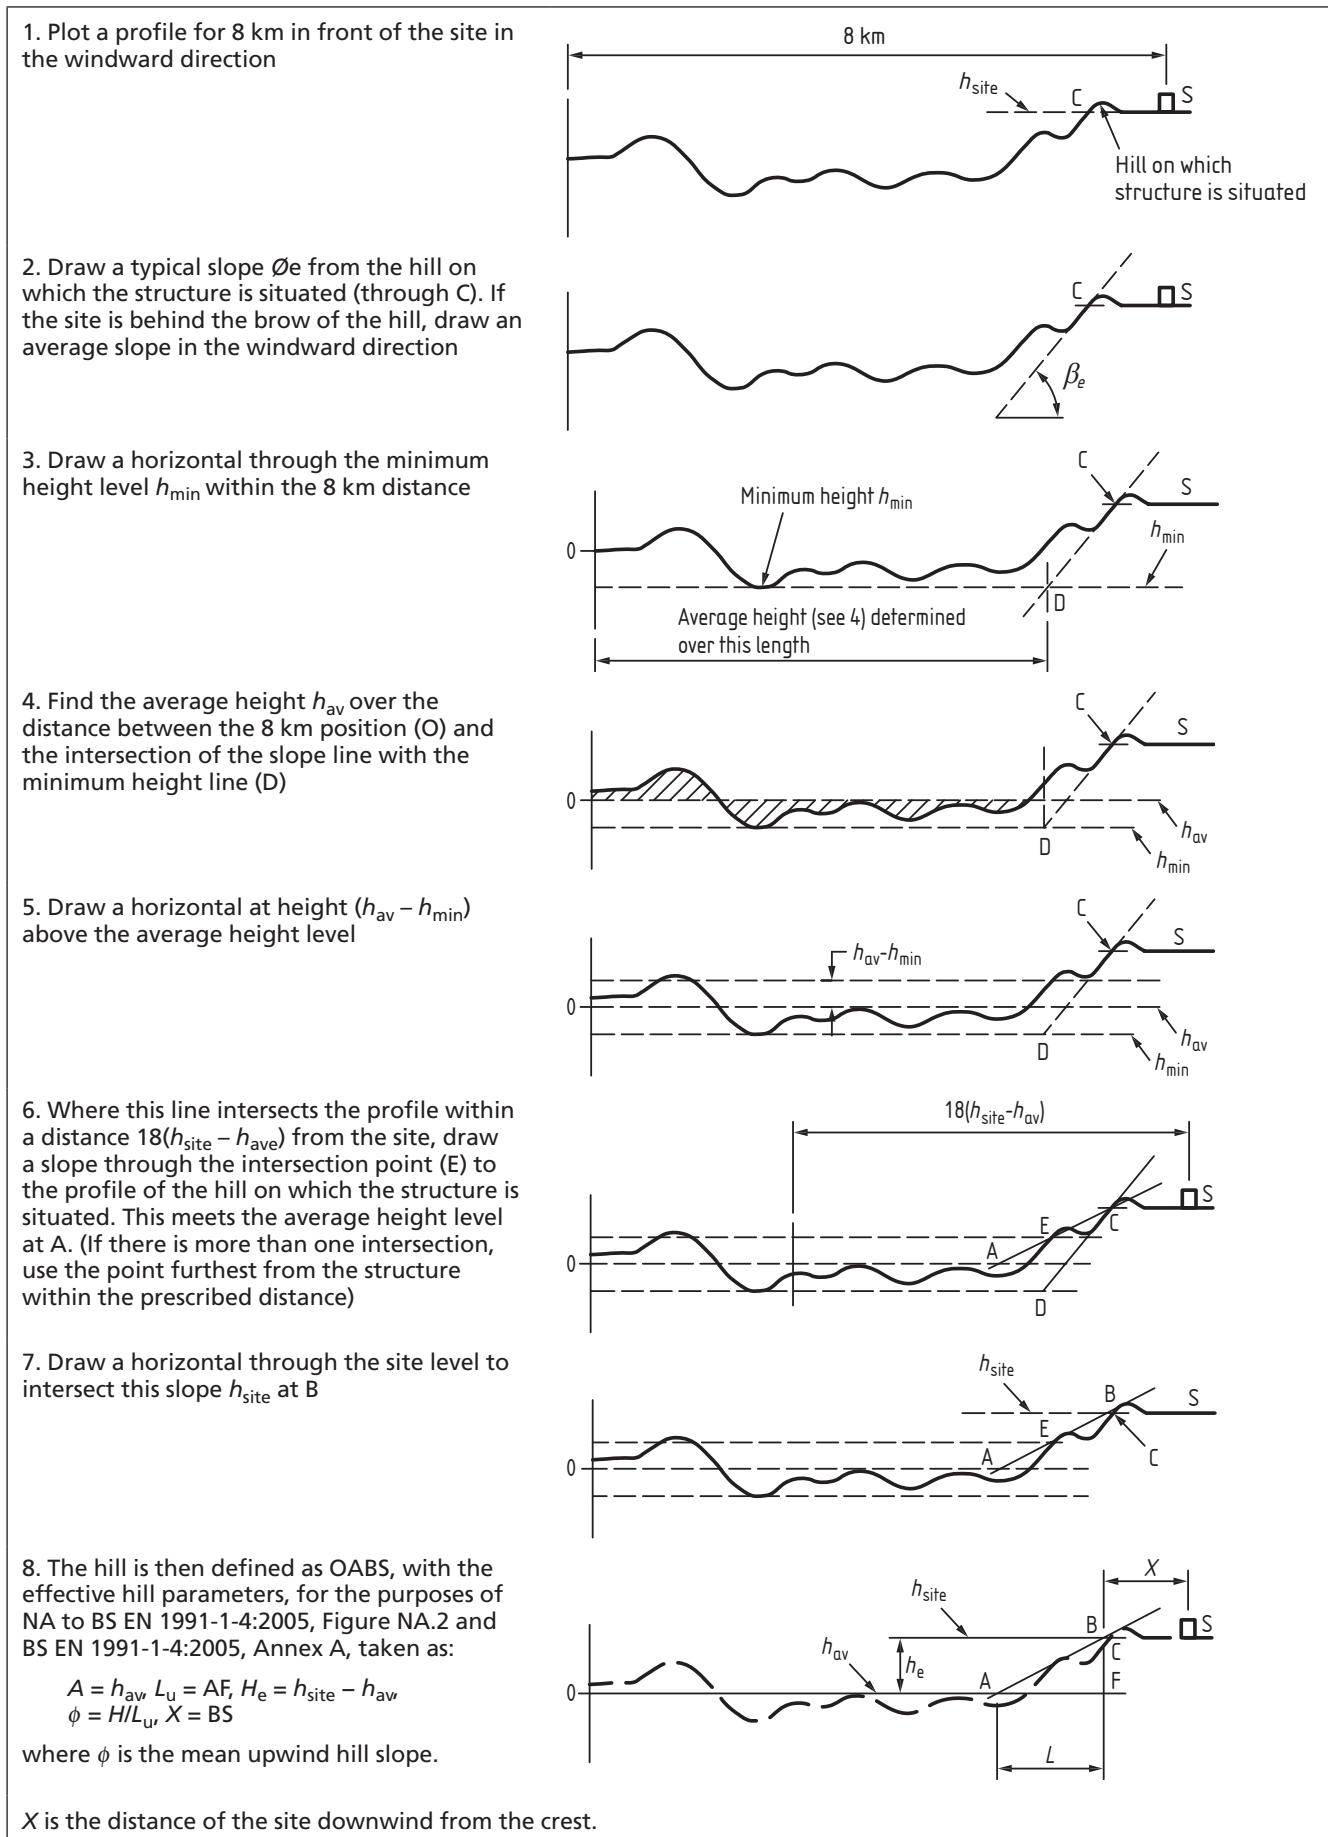 1. Plot a profile for 8 km in front of the site in
the windward direction
8 km
h_site
C
S
Hill on which
structure is situated
2. Draw a typical slope Øe from the hill on
which the structure is situated (through C). If
the site is behind the brow of the hill, draw an
average slope in the windward direction
C
S
β_e
3. Draw a horizontal through the minimum
height level h_min within the 8 km distance
C
Minimum height h_min
S
h_min
0
D
Average height (see 4) determined
over this length
4. Find the average height h_av over the
distance between the 8 km position (O) and
the intersection of the slope line with the
minimum height line (D)
C
S
0
h_av
D
h_min
5. Draw a horizontal at height (h_av – h_min)
above the average height level
C
S
h_av-h_min
0
h_av
D
h_min
6. Where this line intersects the profile within
a distance 18(h_site – h_ave) from the site, draw
a slope through the intersection point (E) to
the profile of the hill on which the structure is
situated. This meets the average height level
at A. (If there is more than one intersection,
use the point furthest from the structure
within the prescribed distance)
18(h_site-h_av)
S
E
C
A
0
D
7. Draw a horizontal through the site level to
intersect this slope h_site at B
h_site
B
S
E
A
C
0
8. The hill is then defined as OABS, with the
effective hill parameters, for the purposes of
NA to BS EN 1991-1-4:2005, Figure NA.2 and
BS EN 1991-1-4:2005, Annex A, taken as:
A = h_av, L_u = AF, H_e = h_site – h_av,
ϕ = H/L_u, X = BS
where ϕ is the mean upwind hill slope.
X
h_site
B
S
h_av
h_e
C
A
F
0
L
X is the distance of the site downwind from the crest.